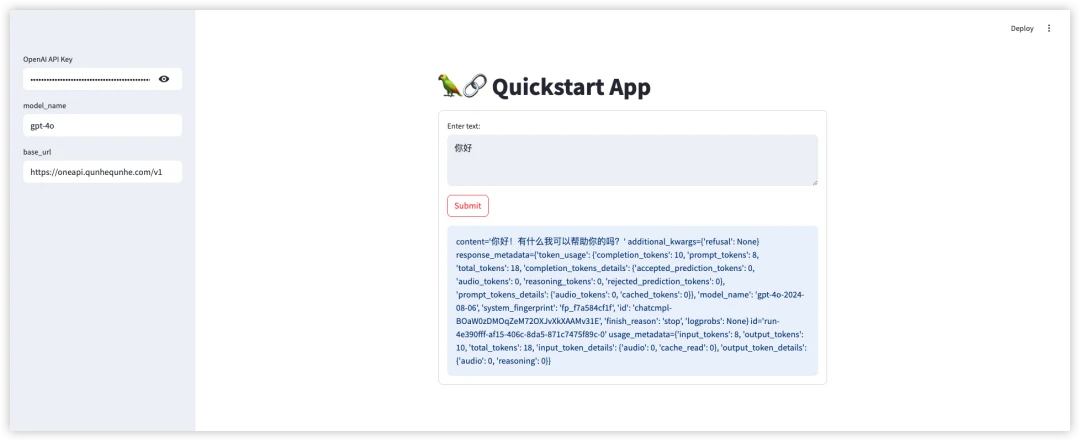 Deploy
OpenAI API Key
model_name
gpt-4o
base_url
https://oneapi.qunhequnhe.com/v1
🦜🔗 Quickstart App
Enter text:
你好
Submit
content='你好！有什么我可以帮助你的吗？' additional_kwargs={'refusal': None}
response_metadata={'token_usage': {'completion_tokens': 10, 'prompt_tokens': 8,
'total_tokens': 18, 'completion_tokens_details': {'accepted_prediction_tokens': 0,
'audio_tokens': 0, 'reasoning_tokens': 0, 'rejected_prediction_tokens': 0},
'prompt_tokens_details': {'audio_tokens': 0, 'cached_tokens': 0}}, 'model_name': 'gpt-4o-2024-
08-06', 'system_fingerprint': 'fp_f7a584cf1f', 'id': 'chatcmpl-
BOaW0zDMOqZeM72OXJvXkXAAMv31E', 'finish_reason': 'stop', 'logprobs': None} id='run-
4e390fff-af15-406c-8da5-871c7475f89c-0' usage_metadata={'input_tokens': 8, 'output_tokens':
10, 'total_tokens': 18, 'input_token_details': {'audio': 0, 'cache_read': 0}, 'output_token_details':
{'audio': 0, 'reasoning': 0}}